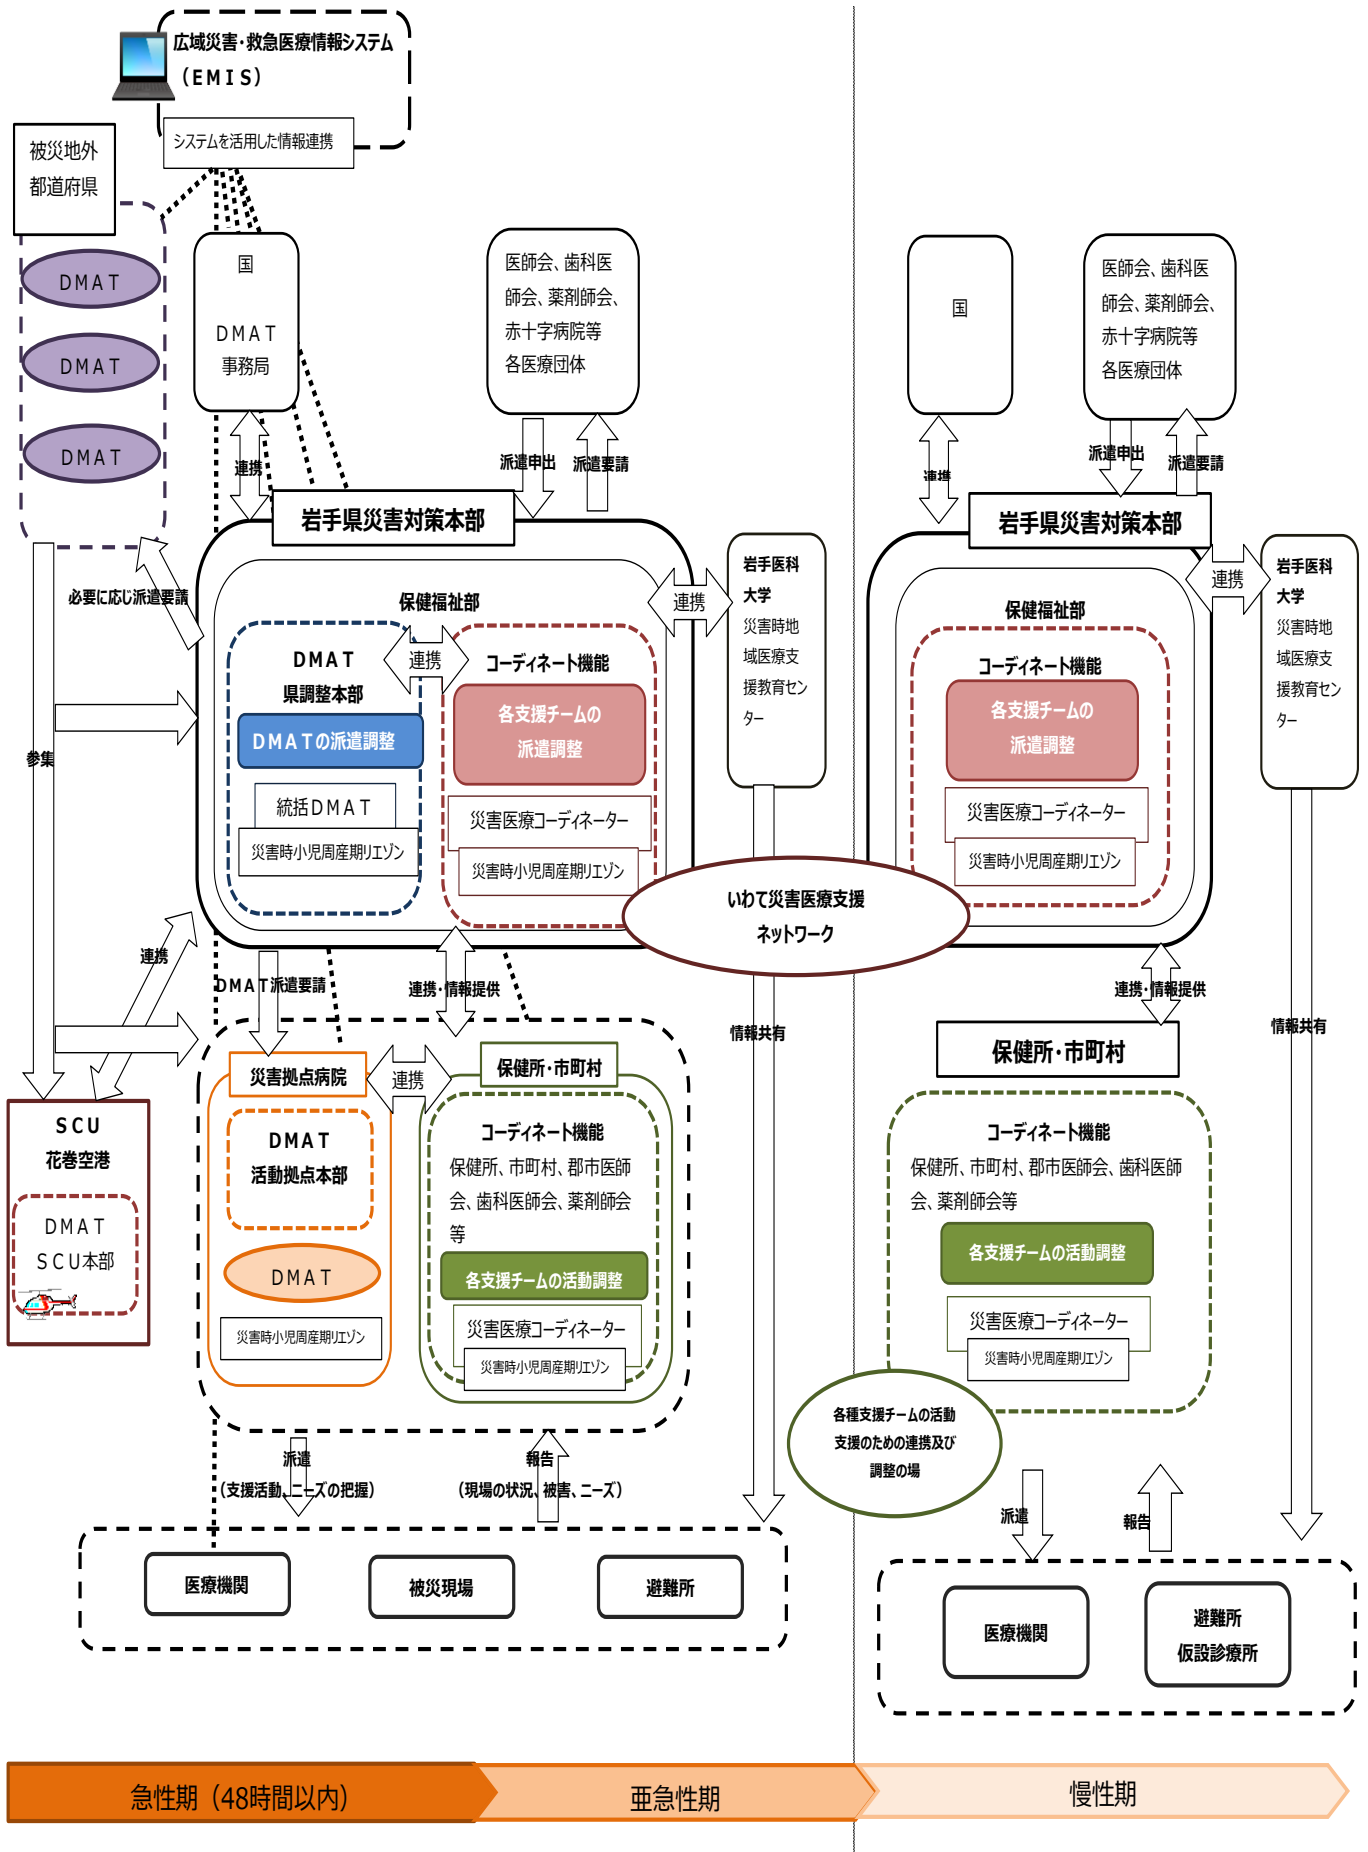 広域災害・救急医療情報システム
（ＥＭＩＳ）
システムを活用した情報連携
被災地外
都道府県
ＤＭＡＴ
ＤＭＡＴ
ＤＭＡＴ
国
ＤＭＡＴ
事務局
医師会、歯科医
師会、薬剤師会、
赤十字病院等
各医療団体
連携
派遣申出
派遣要請
岩手県災害対策本部
必要に応じ派遣要請
参集
保健福祉部
ＤＭＡＴ
県調整本部
ＤＭＡＴの派遣調整
統括ＤＭＡＴ
災害時小児周産期リエゾン
連携
コーディネート機能
各支援チームの
派遣調整
災害医療コーディネーター
災害時小児周産期リエゾン
連携
岩手医科
大学
災害時地
域医療支
援教育セン
ター
いわて災害医療支援
ネットワーク
連携
ＤＭＡＴ派遣要請
連携・情報提供
情報共有
ＳＣＵ
花巻空港
ＤＭＡＴ
ＳＣＵ本部
災害拠点病院
ＤＭＡＴ
活動拠点本部
ＤＭＡＴ
災害時小児周産期リエゾン
連携
保健所・市町村
コーディネート機能
保健所、市町村、郡市医師
会、歯科医師会、薬剤師会
等
各支援チームの活動調整
災害医療コーディネーター
災害時小児周産期リエゾン
派遣
（支援活動、ニーズの把握）
報告
（現場の状況、被害、ニーズ）
医療機関
被災現場
避難所
国
医師会、歯科医
師会、薬剤師会、
赤十字病院等
各医療団体
連携
派遣申出
派遣要請
岩手県災害対策本部
保健福祉部
コーディネート機能
各支援チームの
派遣調整
災害医療コーディネーター
災害時小児周産期リエゾン
連携
岩手医科
大学
災害時地
域医療支
援教育セン
ター
連携・情報提供
情報共有
保健所・市町村
コーディネート機能
保健所、市町村、郡市医師会、歯科医師
会、薬剤師会等
各支援チームの活動調整
災害医療コーディネーター
災害時小児周産期リエゾン
各種支援チームの活動
支援のための連携及び
調整の場
派遣
報告
医療機関
避難所
仮設診療所
急性期（48時間以内）
亜急性期
慢性期